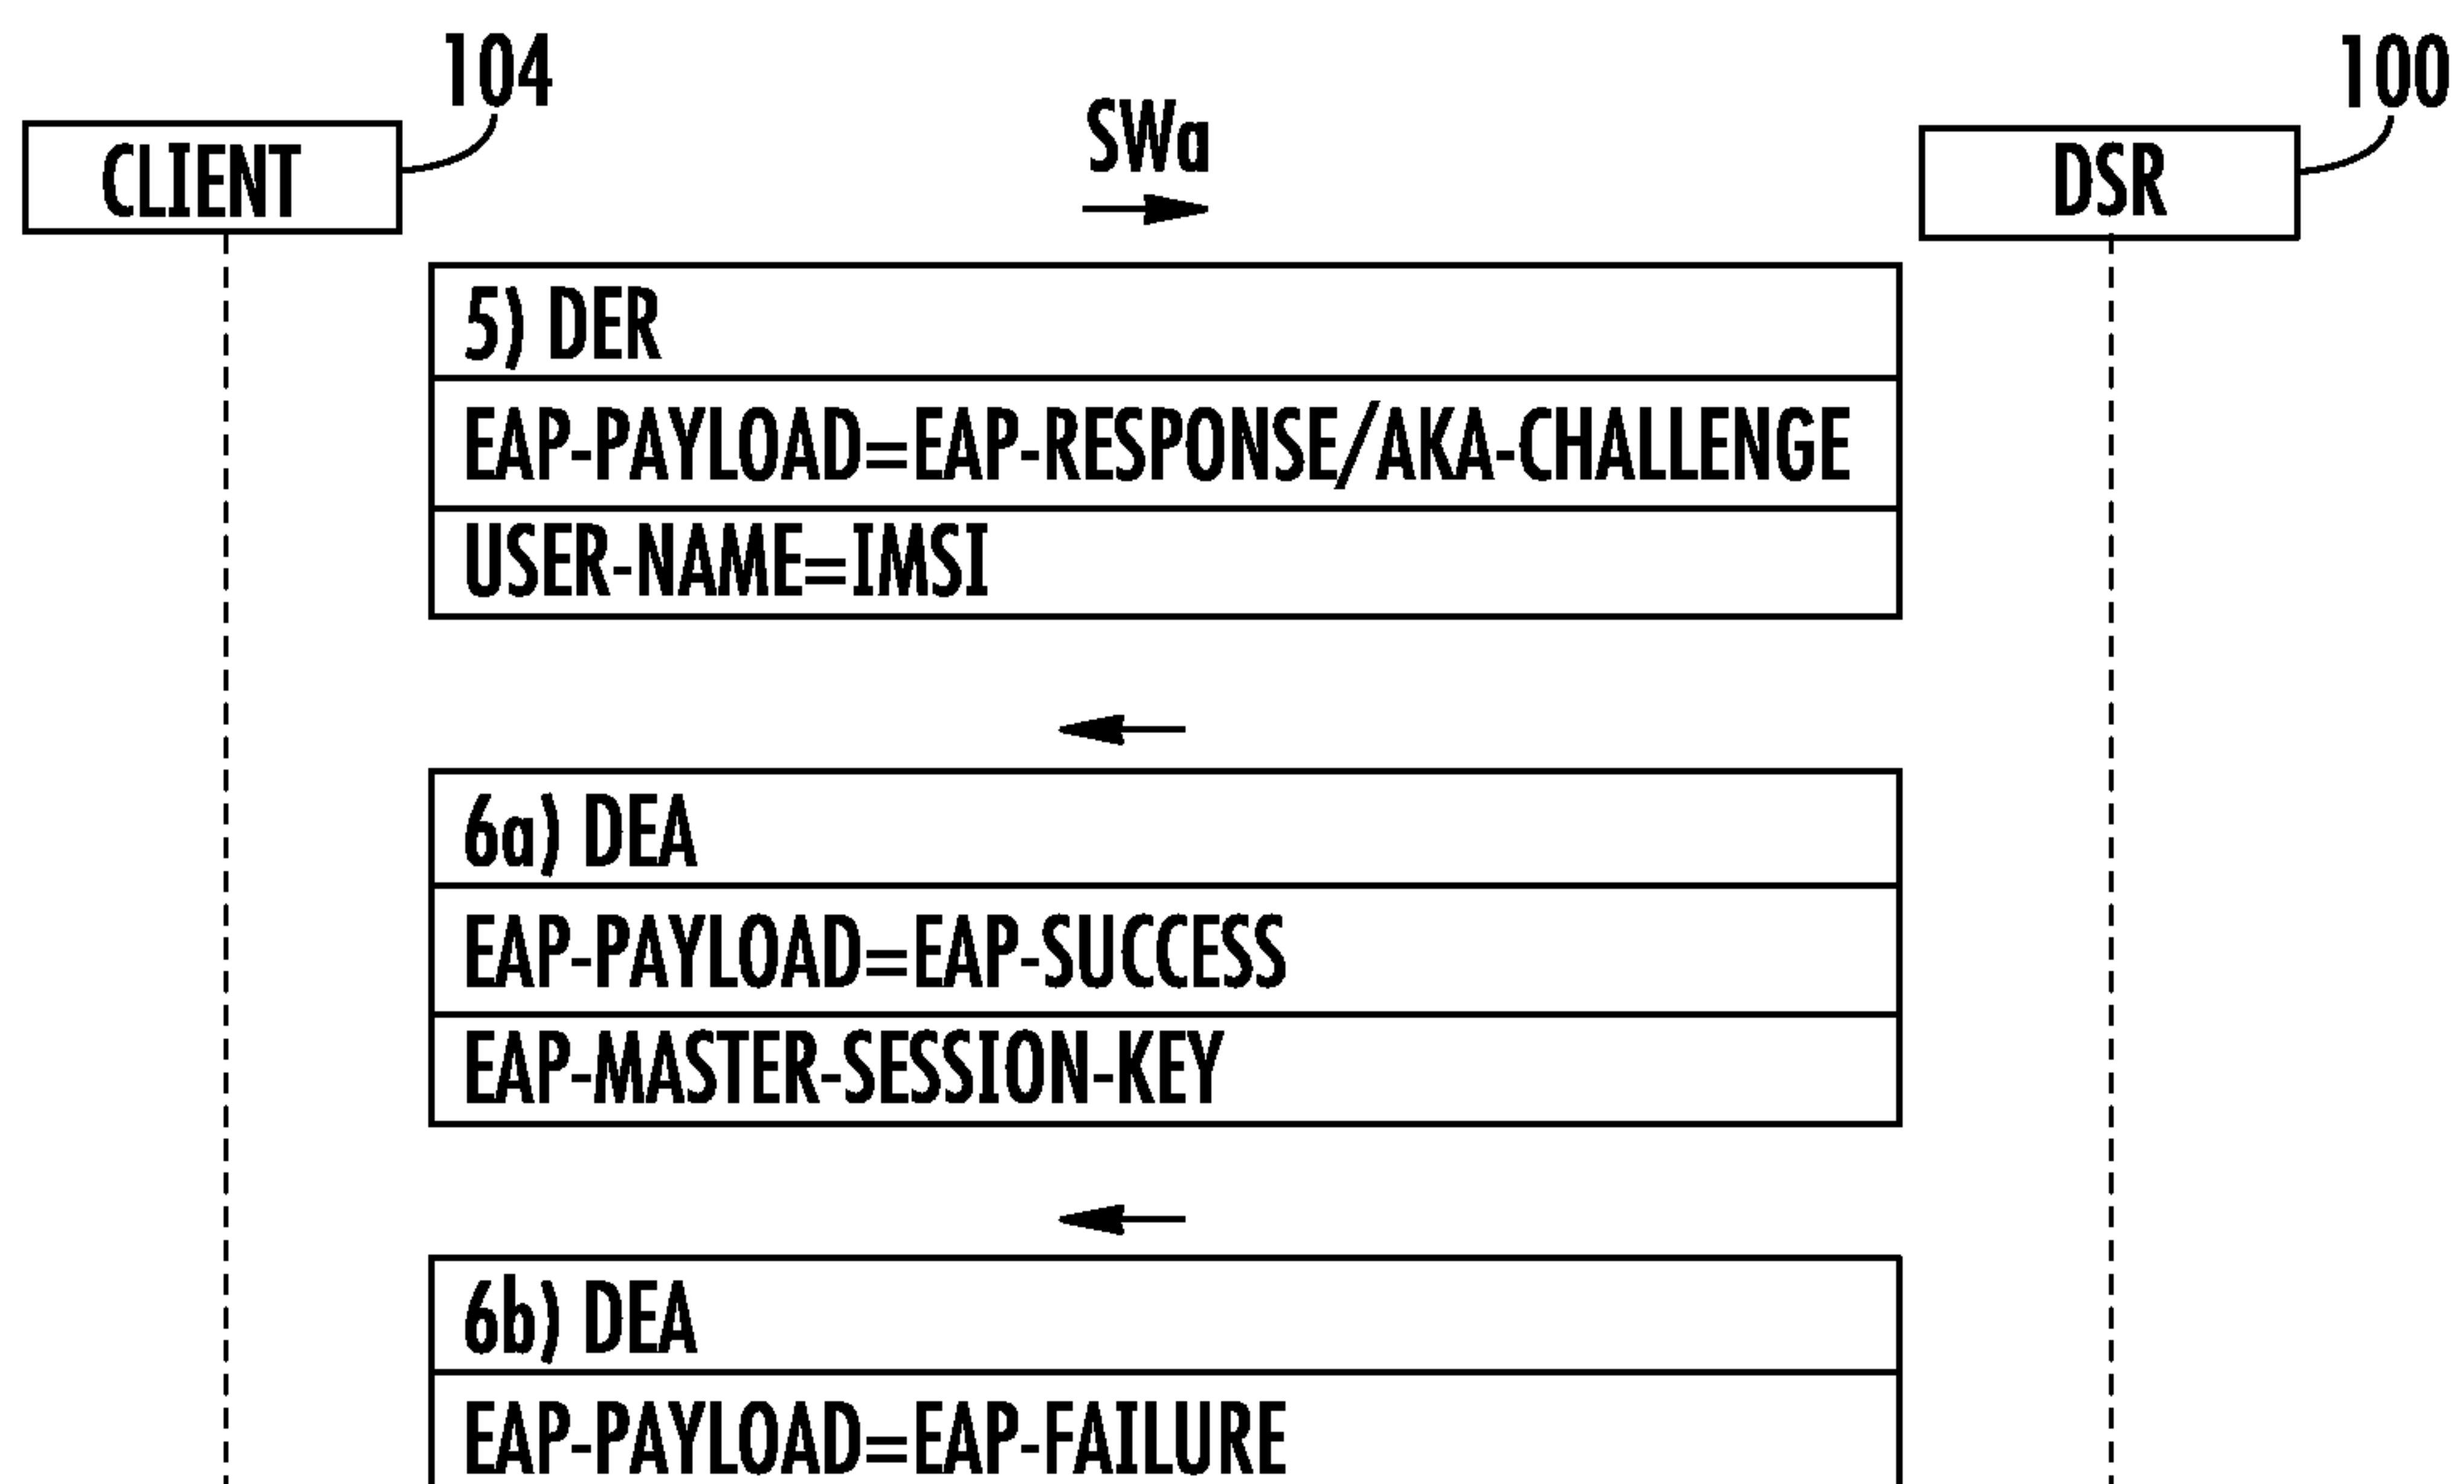 104
100
CLIENT
SWa
DSR
5) DER
EAP-PAYLOAD=EAP-RESPONSE/AKA-CHALLENGE
USER-NAME=IMSI
6a) DEA
EAP-PAYLOAD=EAP-SUCCESS
EAP-MASTER-SESSION-KEY
6b) DEA
EAP-PAYLOAD=EAP-FAILURE